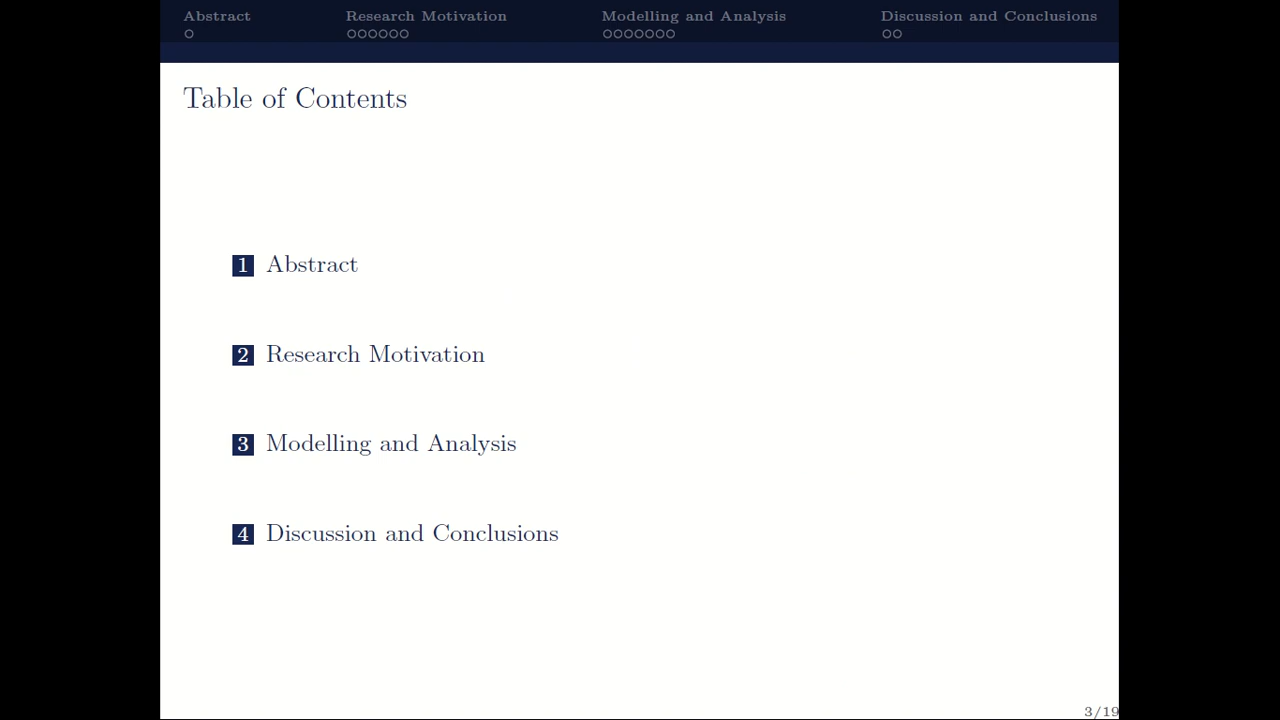 Abstract
Research Motivation
Modelling and Analysis
Discussion and Conclusions
Table of Contents
1 Abstract
2 Research Motivation
3 Modelling and Analysis
4 Discussion and Conclusions
3/19